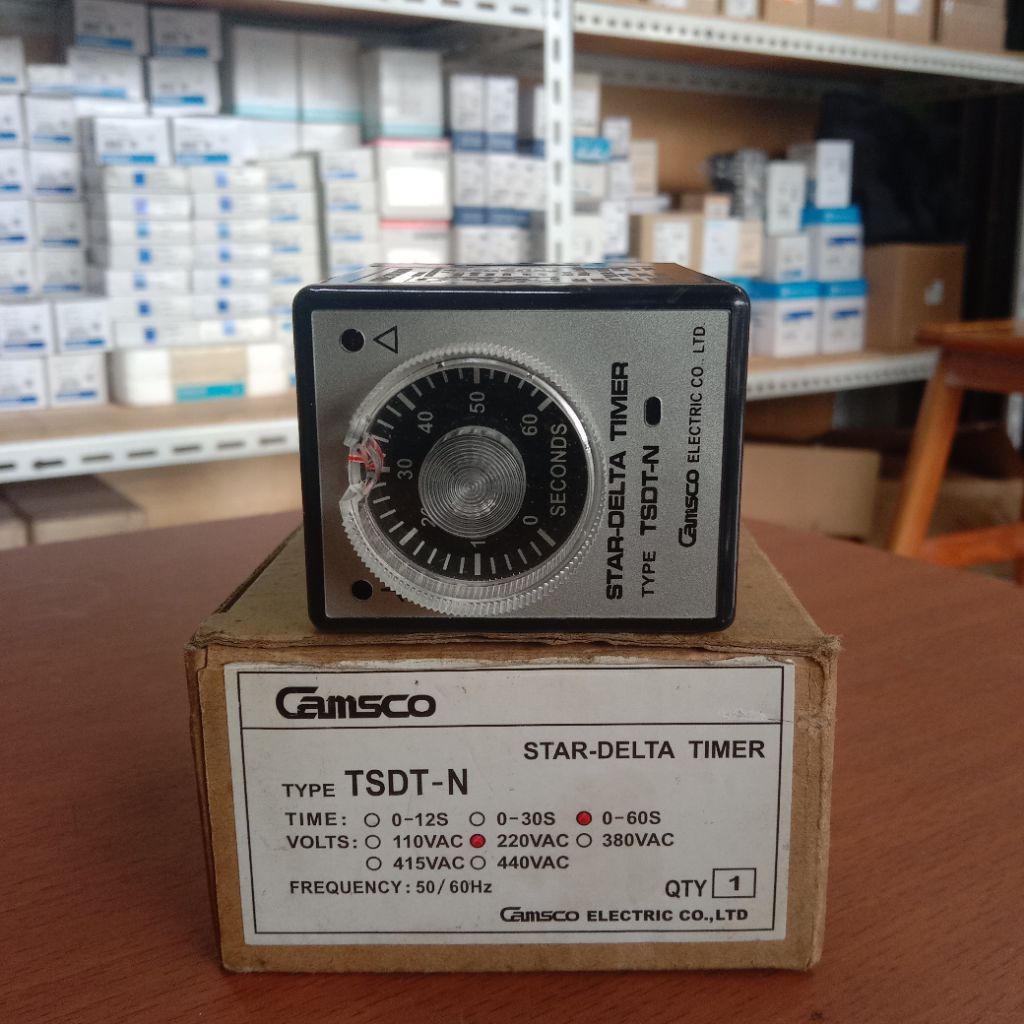 40
50
60
30
20
0
SECONDS
STAR-DELTA TIMER
TYPE TSDT-N
Camsco ELECTRIC CO., LTD.
Camsco
STAR-DELTA TIMER
TYPE TSDT-N
TIME: 0-12S 0-30S 0-60S
VOLTS: 110VAC 220VAC 380VAC
415VAC 440VAC
FREQUENCY: 50/60Hz
QTY 1
Camsco ELECTRIC CO.,LTD